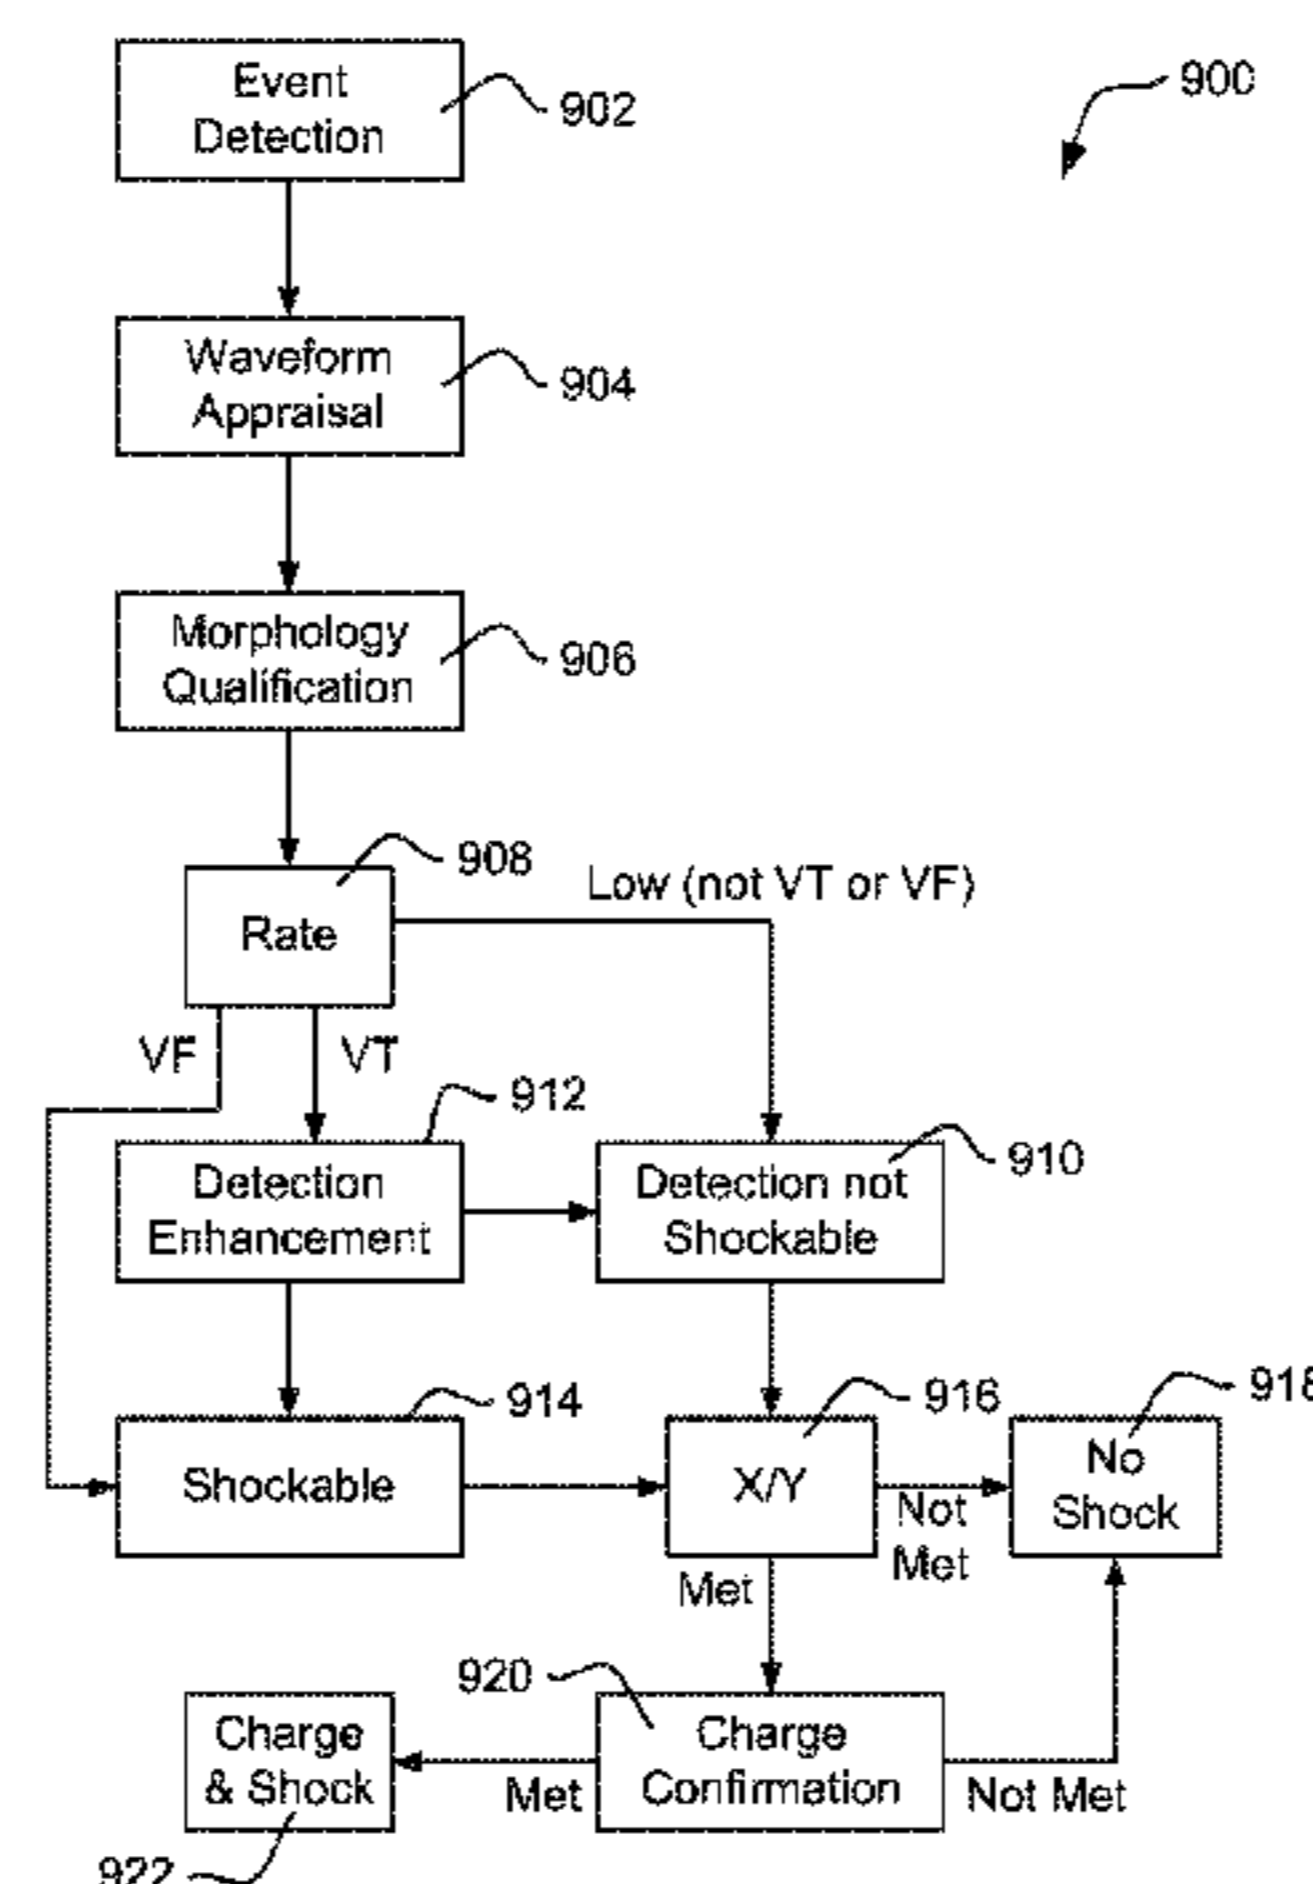 900
Event
Detection
902
Waveform
Appraisal
904
Morphology
Qualification
906
908
Rate
Low (not VT or VF)
VF
VT
912
Detection
Enhancement
910
Detection not
Shockable
914
Shockable
916
X/Y
918
No
Shock
Not
Met
Met
920
Charge
Confirmation
Met
Not Met
Charge
& Shock
922